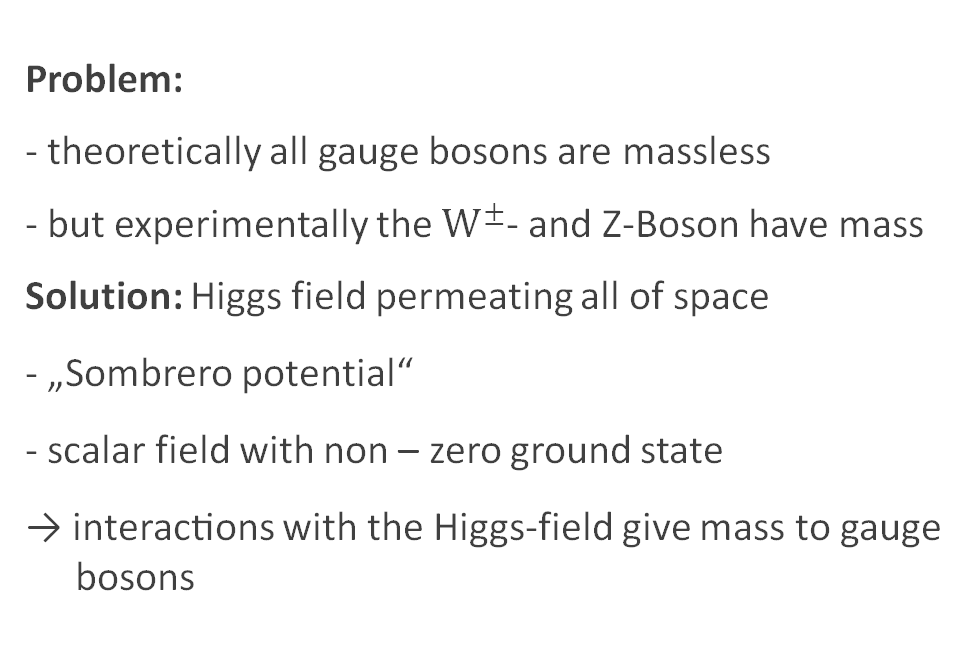 Problem:
- theoretically all gauge bosons are massless
- but experimentally the W±- and Z-Boson have mass
Solution: Higgs field permeating all of space
- „Sombrero potential“
- scalar field with non – zero ground state
→ interactions with the Higgs-field give mass to gauge
bosons